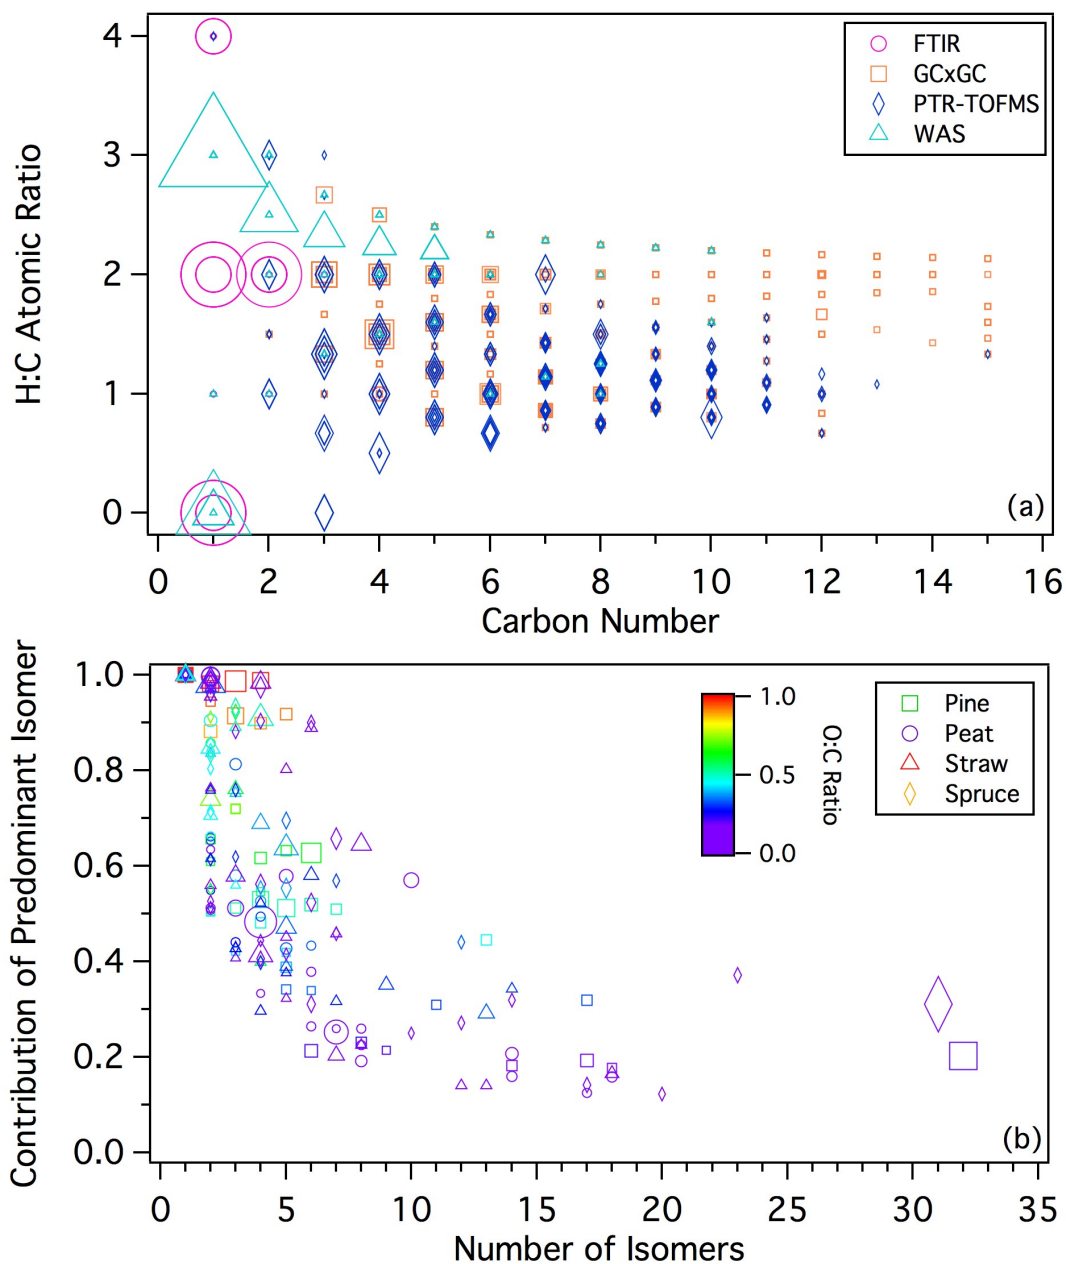 4
3
2
1
0
H:C Atomic Ratio
FTIR
GCxGC
PTR-TOFMS
WAS
(a)
0 2 4 6 8 10 12 14 16
Carbon Number
1.0
0.8
0.6
0.4
0.2
0.0
Contribution of Predominant Isomer
1.0
0.5
0.0
O:C Ratio
Pine
Peat
Straw
Spruce
(b)
0 5 10 15 20 25 30 35
Number of Isomers